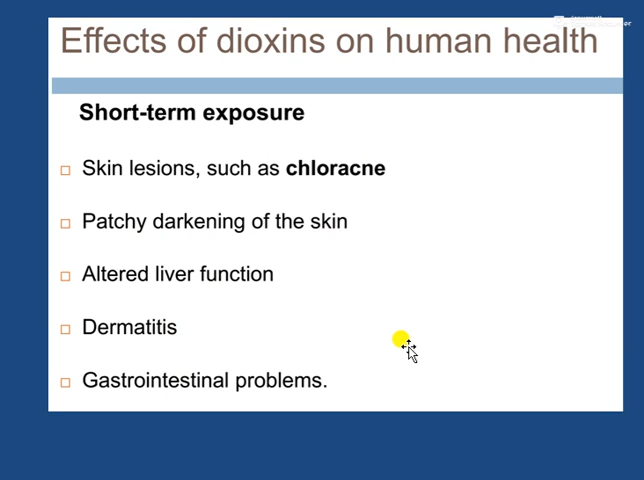 Effects of dioxins on human health
Short-term exposure
Skin lesions, such as chloracne
Patchy darkening of the skin
Altered liver function
Dermatitis
Gastrointestinal problems.